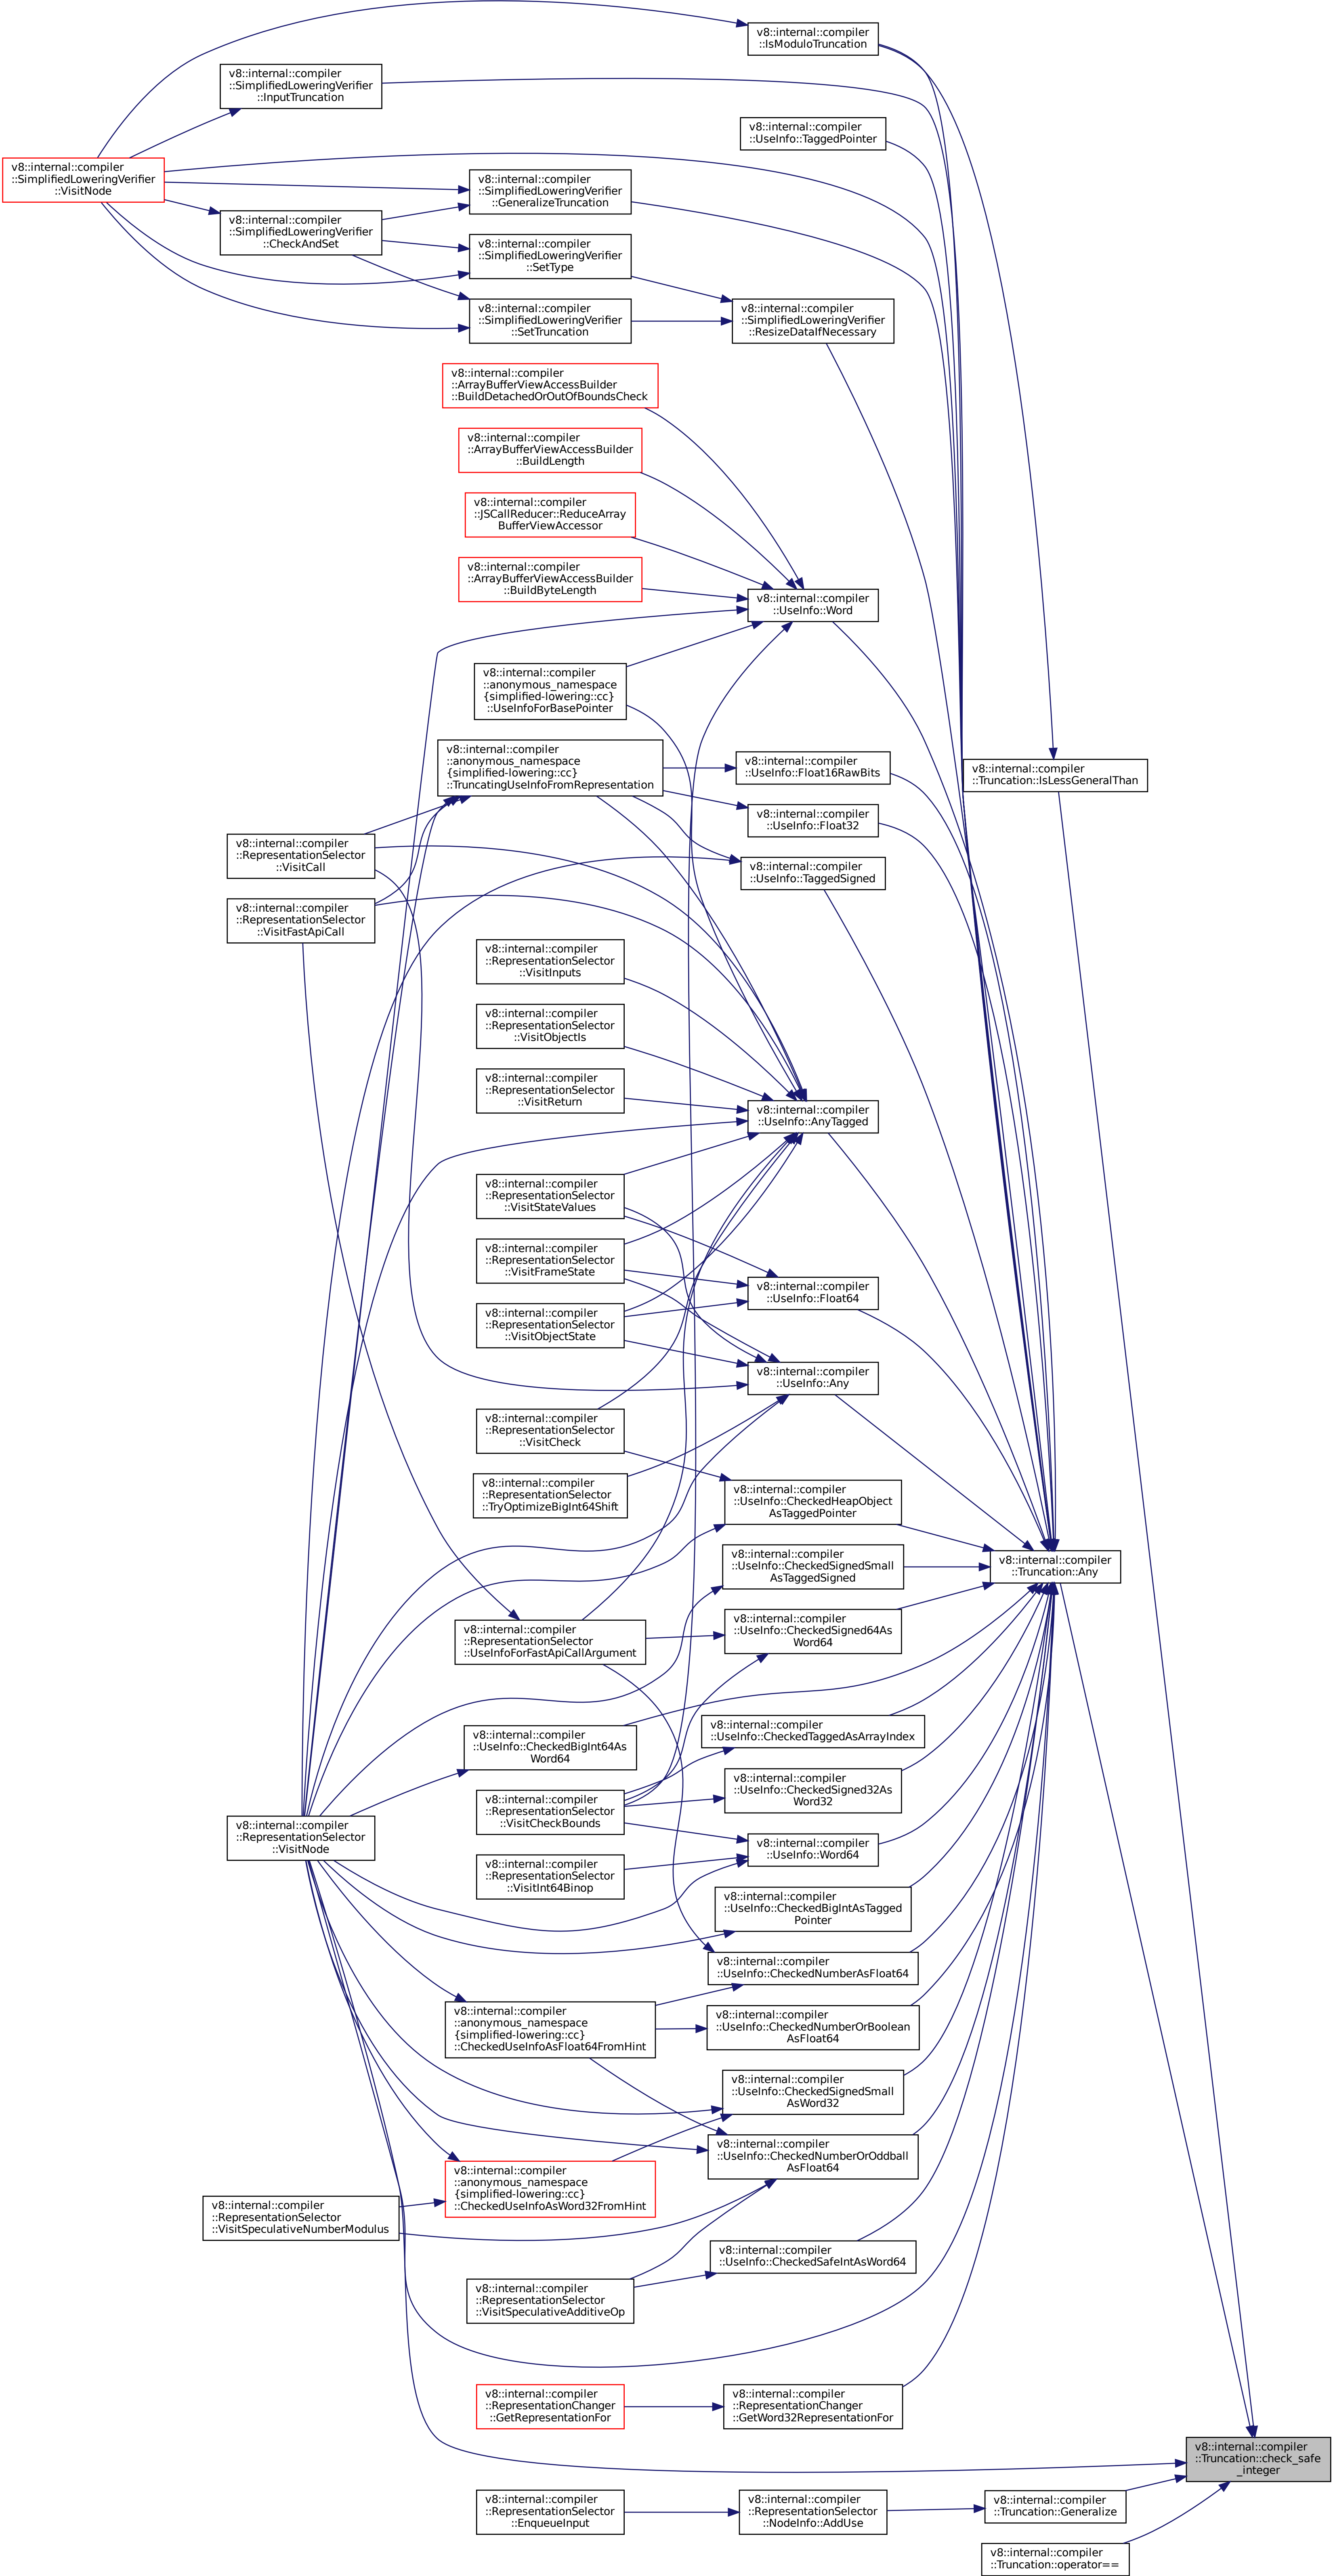 v8::internal::compiler
::IsModuloTruncation
v8::internal::compiler
::SimplifiedLoweringVerifier
::InputTruncation
v8::internal::compiler
::UseInfo::TaggedPointer
v8::internal::compiler
::SimplifiedLoweringVerifier
::VisitNode
v8::internal::compiler
::SimplifiedLoweringVerifier
::GeneralizeTruncation
v8::internal::compiler
::SimplifiedLoweringVerifier
::CheckAndSet
v8::internal::compiler
::SimplifiedLoweringVerifier
::SetType
v8::internal::compiler
::SimplifiedLoweringVerifier
::SetTruncation
v8::internal::compiler
::SimplifiedLoweringVerifier
::ResizeDataIfNecessary
v8::internal::compiler
::ArrayBufferViewAccessBuilder
::BuildDetachedOrOutOfBoundsCheck
v8::internal::compiler
::ArrayBufferViewAccessBuilder
::BuildLength
v8::internal::compiler
::JSCallReducer::ReduceArray
BufferViewAccessor
v8::internal::compiler
::ArrayBufferViewAccessBuilder
::BuildByteLength
v8::internal::compiler
::UseInfo::Word
v8::internal::compiler
::anonymous_namespace
{simplified-lowering::cc}
::UseInfoForBasePointer
v8::internal::compiler
::anonymous_namespace
{simplified-lowering::cc}
::TruncatingUseInfoFromRepresentation
v8::internal::compiler
::UseInfo::Float16RawBits
v8::internal::compiler
::Truncation::IsLessGeneralThan
v8::internal::compiler
::UseInfo::Float32
v8::internal::compiler
::RepresentationSelector
::VisitCall
v8::internal::compiler
::UseInfo::TaggedSigned
v8::internal::compiler
::RepresentationSelector
::VisitFastApiCall
v8::internal::compiler
::RepresentationSelector
::VisitInputs
v8::internal::compiler
::RepresentationSelector
::VisitObjectIs
v8::internal::compiler
::RepresentationSelector
::VisitReturn
v8::internal::compiler
::UseInfo::AnyTagged
v8::internal::compiler
::RepresentationSelector
::VisitStateValues
v8::internal::compiler
::RepresentationSelector
::VisitFrameState
v8::internal::compiler
::UseInfo::Float64
v8::internal::compiler
::RepresentationSelector
::VisitObjectState
v8::internal::compiler
::UseInfo::Any
v8::internal::compiler
::RepresentationSelector
::VisitCheck
v8::internal::compiler
::RepresentationSelector
::TryOptimizeBigInt64Shift
v8::internal::compiler
::UseInfo::CheckedHeapObject
AsTaggedPointer
v8::internal::compiler
::UseInfo::CheckedSignedSmall
AsTaggedSigned
v8::internal::compiler
::Truncation::Any
v8::internal::compiler
::UseInfo::CheckedSigned64As
Word64
v8::internal::compiler
::RepresentationSelector
::UseInfoForFastApiCallArgument
v8::internal::compiler
::UseInfo::CheckedTaggedAsArrayIndex
v8::internal::compiler
::UseInfo::CheckedBigInt64As
Word64
v8::internal::compiler
::UseInfo::CheckedSigned32As
Word32
v8::internal::compiler
::RepresentationSelector
::VisitCheckBounds
v8::internal::compiler
::RepresentationSelector
::VisitNode
v8::internal::compiler
::UseInfo::Word64
v8::internal::compiler
::RepresentationSelector
::VisitInt64Binop
v8::internal::compiler
::UseInfo::CheckedBigIntAsTagged
Pointer
v8::internal::compiler
::UseInfo::CheckedNumberAsFloat64
v8::internal::compiler
::anonymous_namespace
{simplified-lowering::cc}
::CheckedUseInfoAsFloat64FromHint
v8::internal::compiler
::UseInfo::CheckedNumberOrBoolean
AsFloat64
v8::internal::compiler
::UseInfo::CheckedSignedSmall
AsWord32
v8::internal::compiler
::UseInfo::CheckedNumberOrOddball
AsFloat64
v8::internal::compiler
::anonymous_namespace
{simplified-lowering::cc}
::CheckedUseInfoAsWord32FromHint
v8::internal::compiler
::RepresentationSelector
::VisitSpeculativeNumberModulus
v8::internal::compiler
::UseInfo::CheckedSafeIntAsWord64
v8::internal::compiler
::RepresentationSelector
::VisitSpeculativeAdditiveOp
v8::internal::compiler
::RepresentationChanger
::GetRepresentationFor
v8::internal::compiler
::RepresentationChanger
::GetWord32RepresentationFor
v8::internal::compiler
::Truncation::check_safe
_integer
v8::internal::compiler
::RepresentationSelector
::EnqueueInput
v8::internal::compiler
::RepresentationSelector
::NodeInfo::AddUse
v8::internal::compiler
::Truncation::Generalize
v8::internal::compiler
::Truncation::operator==